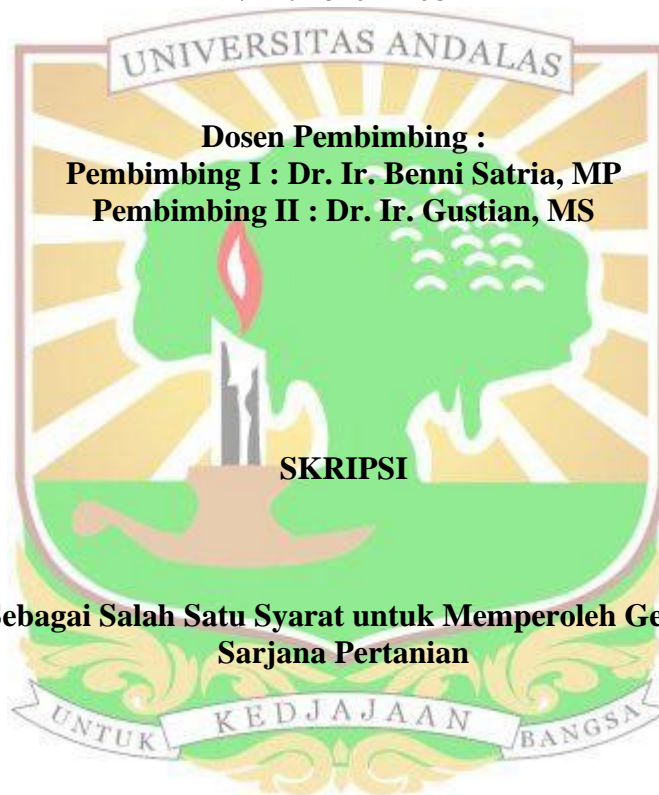 UNIVERSITAS ANDALAS
Dosen Pembimbing :
Pembimbing I : Dr. Ir. Benni Satria, MP
Pembimbing II : Dr. Ir. Gustian, MS
SKRIPSI
Sebagai Salah Satu Syarat untuk Memperoleh
Sarjana Pertanian
UNTUK KEDJAJAAN BANGSA